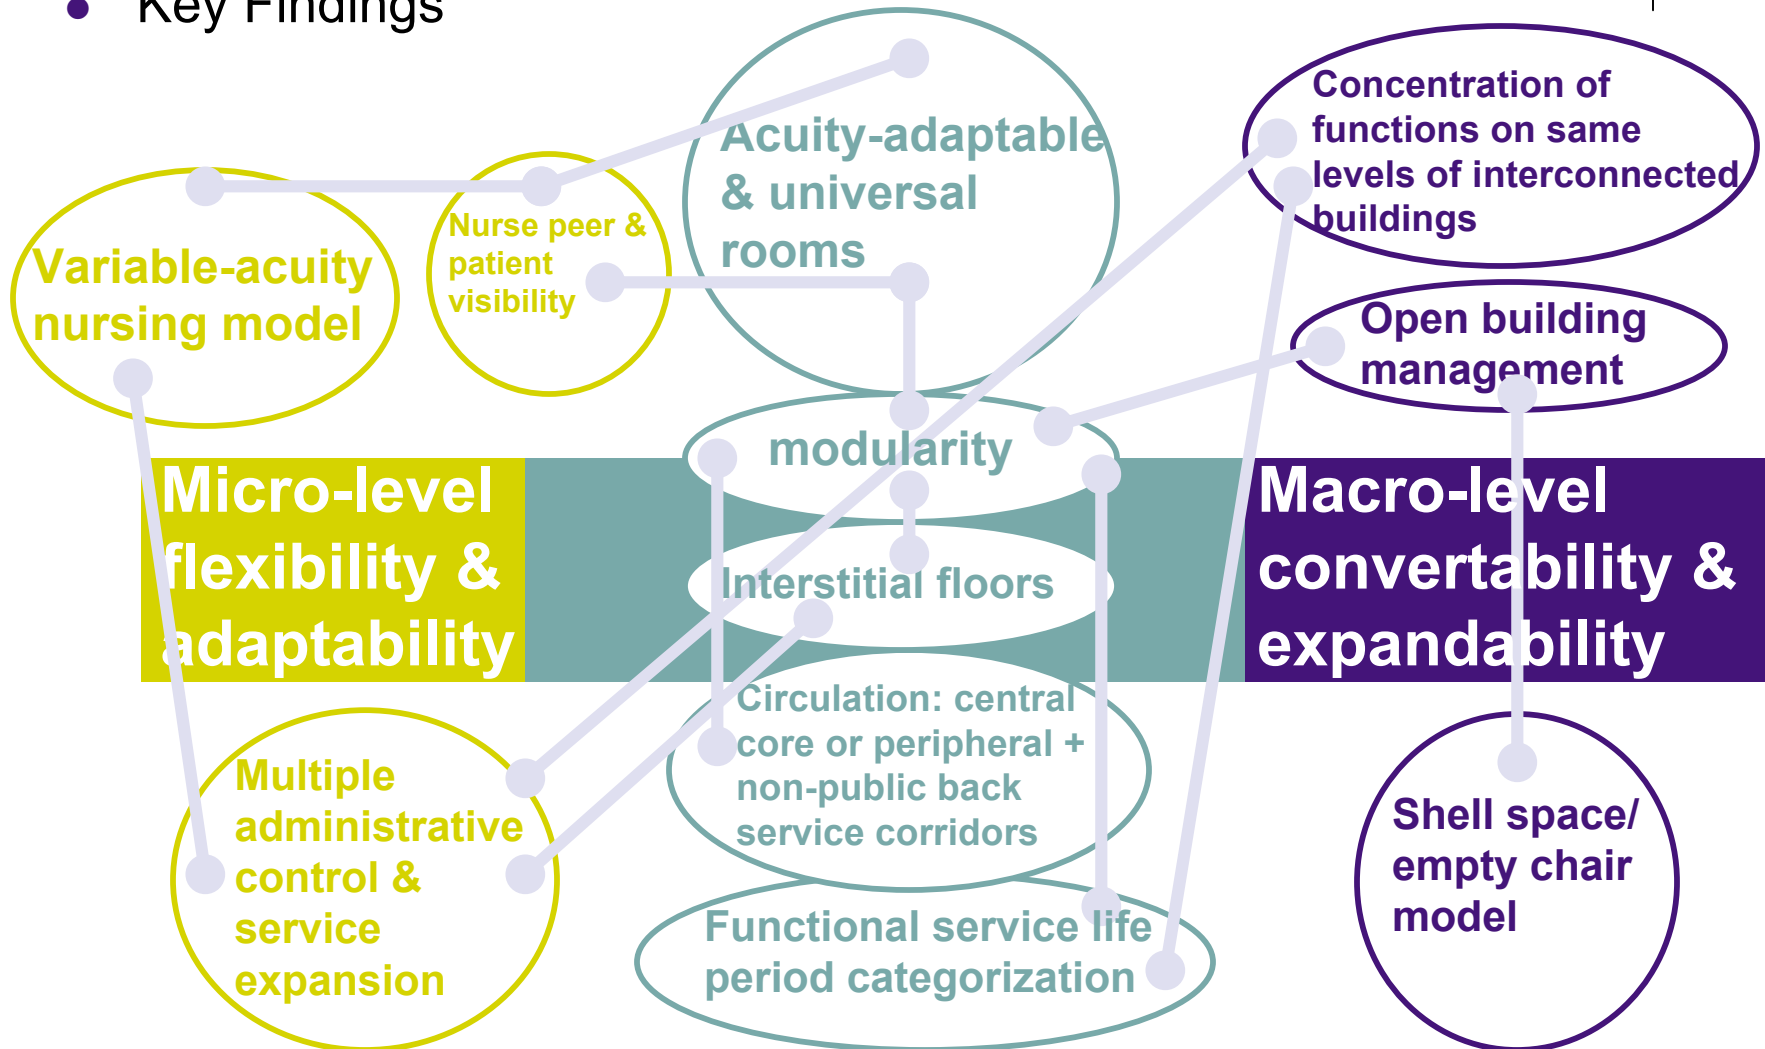 Key Findings
Variable-acuity
nursing model
Nurse peer &
patient
visibility
Acuity-adaptable
& universal
rooms
Concentration of
functions on same
levels of interconnected
buildings
Open building
management
modularity
Micro-level
flexibility &
adaptability
Interstitial floors
Macro-level
convertability &
expandability
Multiple
administrative
control &
service
expansion
Circulation: central
core or peripheral +
non-public back
service corridors
Functional service life
period categorization
Shell space/
empty chair
model